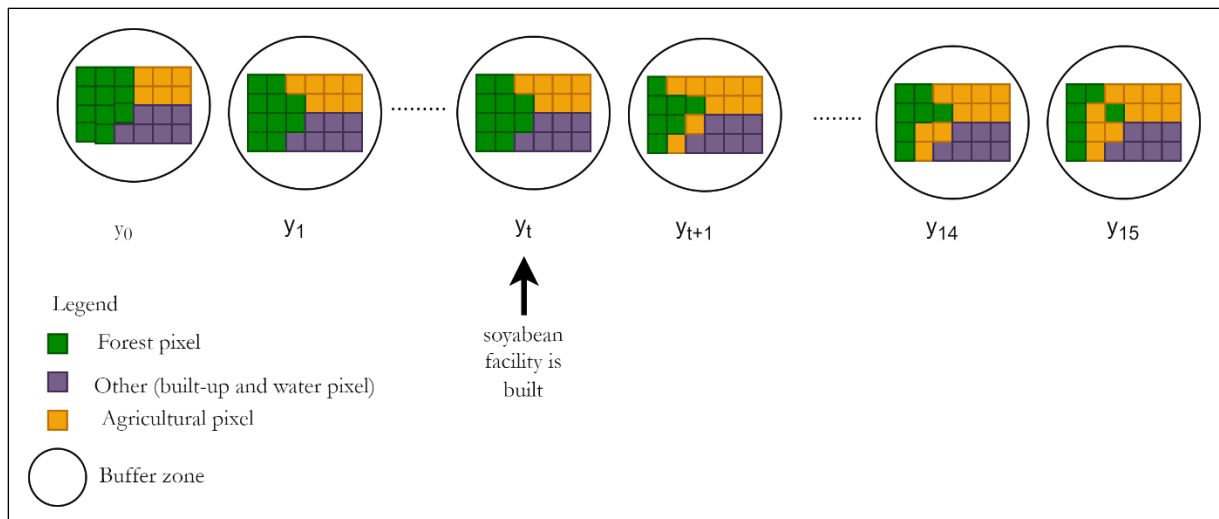 ......... ........
y0 y1 yt yt+1 y14 y15
soyabean
facility is
built
Legend
Forest pixel
Other (built-up and water pixel)
Agricultural pixel
Buffer zone